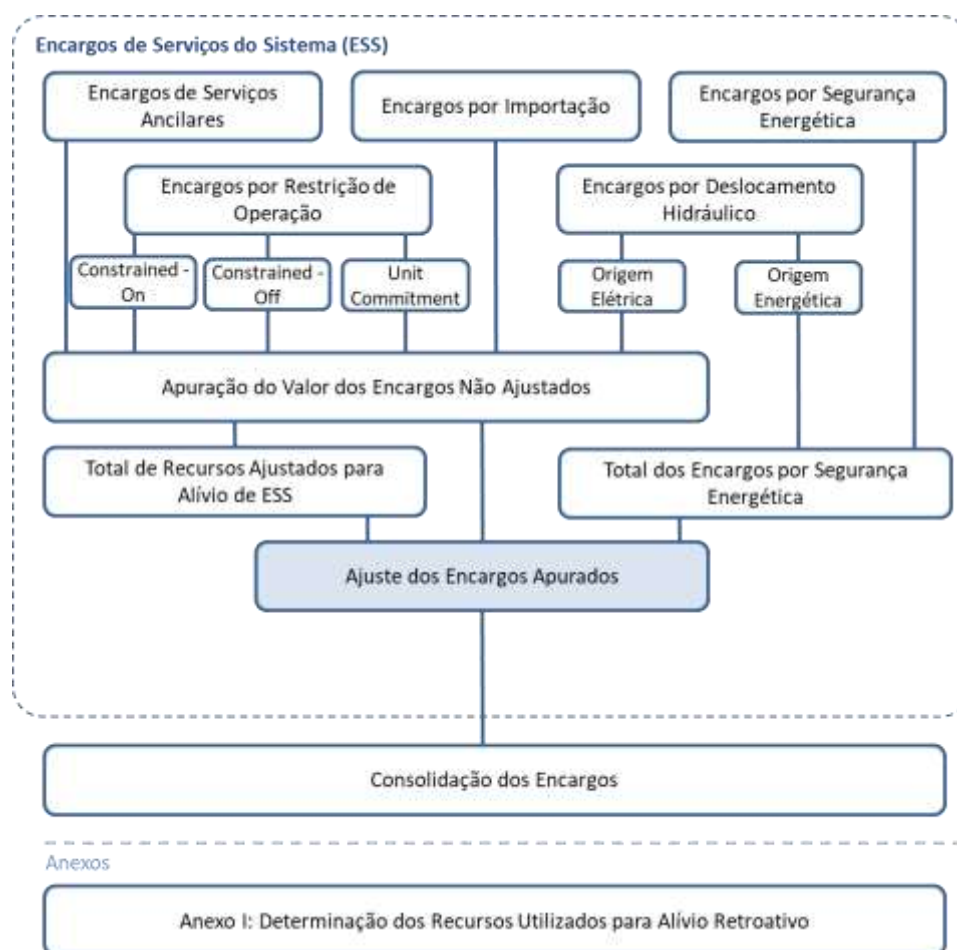 Encargos de Serviços do Sistema (ESS)
Encargos de Serviços
Ancilares
Encargos por Importação
Encargos por Segurança
Energética
Encargos por Restrição de
Operação
Encargos por Deslocamento
Hidráulico
Constrained -
On
Constrained -
Off
Unit
Commitment
Origem
Elétrica
Origem
Energética
Apuração do Valor dos Encargos Não Ajustados
Total de Recursos Ajustados para
Alívio de ESS
Total dos Encargos por Segurança
Energética
Ajuste dos Encargos Apurados
Consolidação dos Encargos
Anexos
Anexo I: Determinação dos Recursos Utilizados para Alívio Retroativo